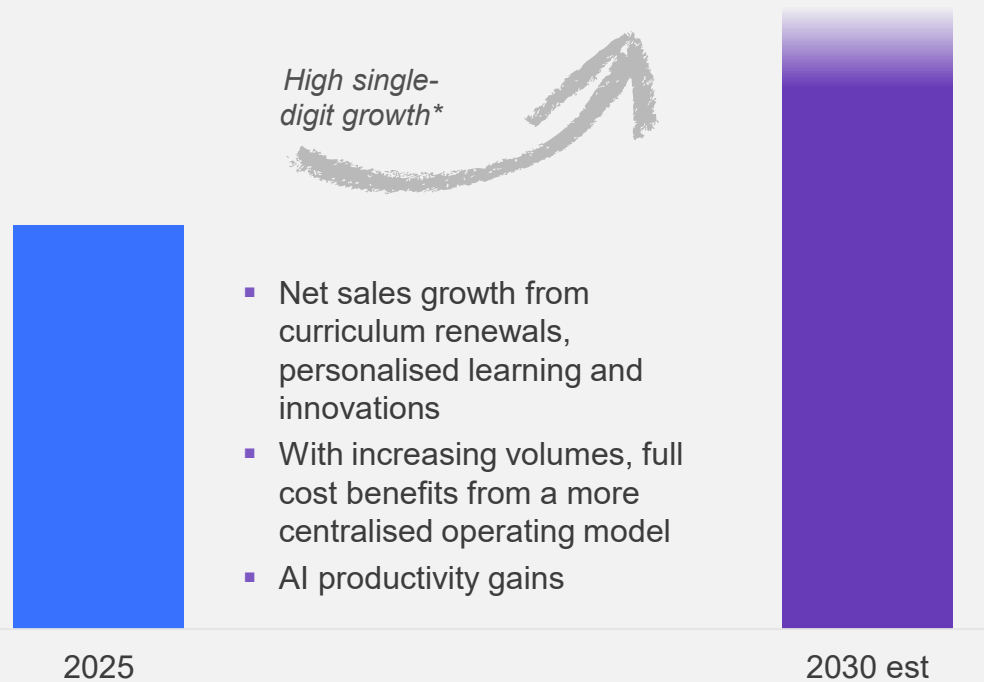 High single-
digit growth*
▪ Net sales growth from
curriculum renewals,
personalised learning and
innovations
▪ With increasing volumes, full
cost benefits from a more
centralised operating model
▪ AI productivity gains
2025
2030 est